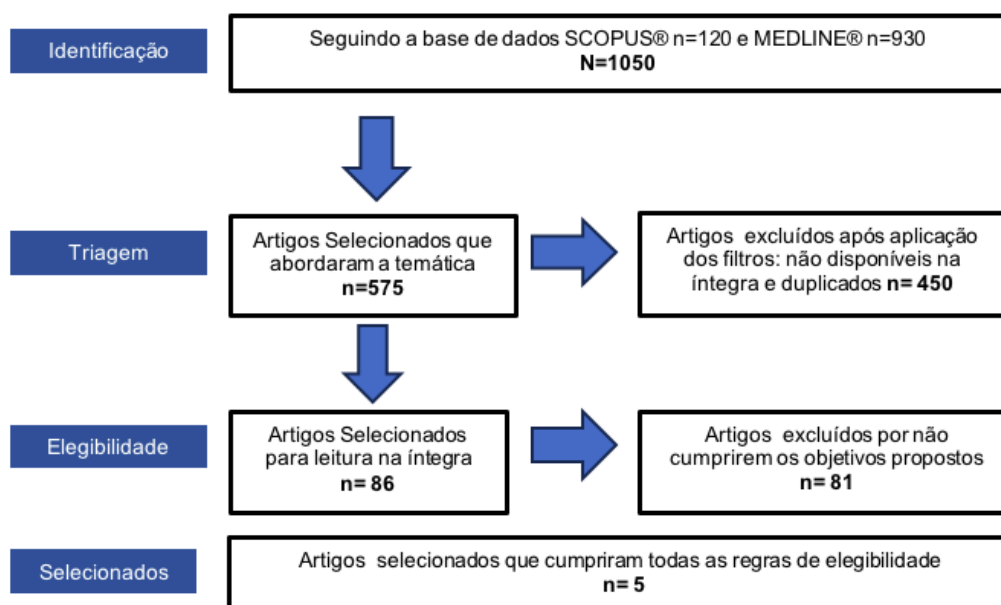 Identificação
Seguindo a base de dados SCOPUS® n=120 e MEDLINE® n=930
N=1050
Triagem
Artigos Selecionados que
abordaram a temática
n=575
Artigos excluídos após aplicação
dos filtros: não disponíveis na
íntegra e duplicados n= 450
Elegibilidade
Artigos Selecionados
para leitura na íntegra
n= 86
Artigos excluídos por não
cumprirem os objetivos propostos
n= 81
Selecionados
Artigos selecionados que cumpriram todas as regras de elegibilidade
n= 5